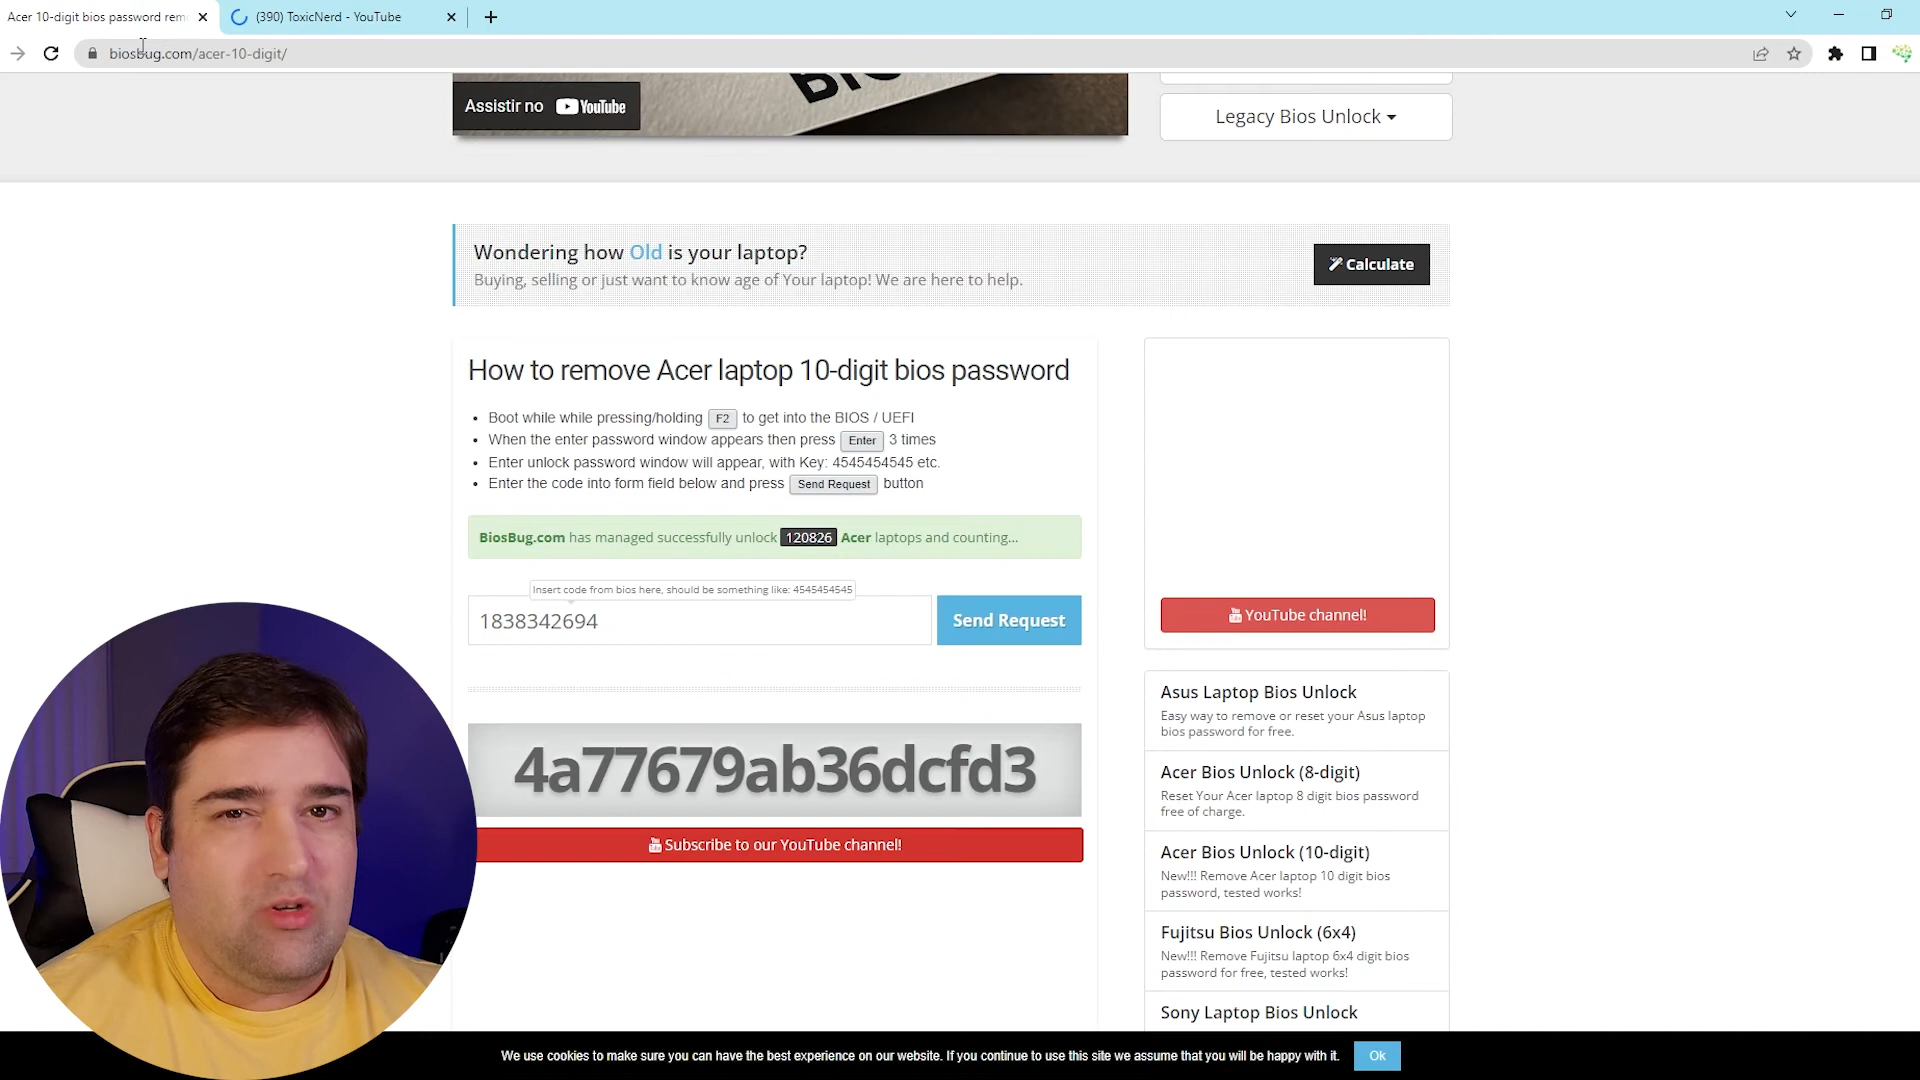 Acer 10-digit bios password rem
(390) ToxicNerd - YouTube
biosbug.com/acer-10-digit/
Assistir no YouTube
Legacy Bios Unlock
Wondering how Old is your laptop?
Buying, selling or just want to know age of Your laptop! We are here to help.
Calculate
How to remove Acer laptop 10-digit bios password
Boot while while pressing/holding F2 to get into the BIOS / UEFI
When the enter password window appears then press Enter 3 times
Enter unlock password window will appear, with Key: 4545454545 etc.
Enter the code into form field below and press Send Request button
BiosBug.com has managed successfully unlock 120826 Acer laptops and counting...
Insert code from bios here, should be something like: 4545454545
1838342694
Send Request
4a77679ab36dcfd3
Subscribe to our YouTube channel!
YouTube channel!
Asus Laptop Bios Unlock
Easy way to remove or reset your Asus laptop
bios password for free.
Acer Bios Unlock (8-digit)
Reset Your Acer laptop 8 digit bios password
free of charge.
Acer Bios Unlock (10-digit)
New!!! Remove Acer laptop 10 digit bios
password, tested works!
Fujitsu Bios Unlock (6x4)
New!!! Remove Fujitsu laptop 6x4 digit bios
password for free, tested works!
Sony Laptop Bios Unlock
We use cookies to make sure you can have the best experience on our website. If you continue to use this site we assume that you will be happy with it.
Ok